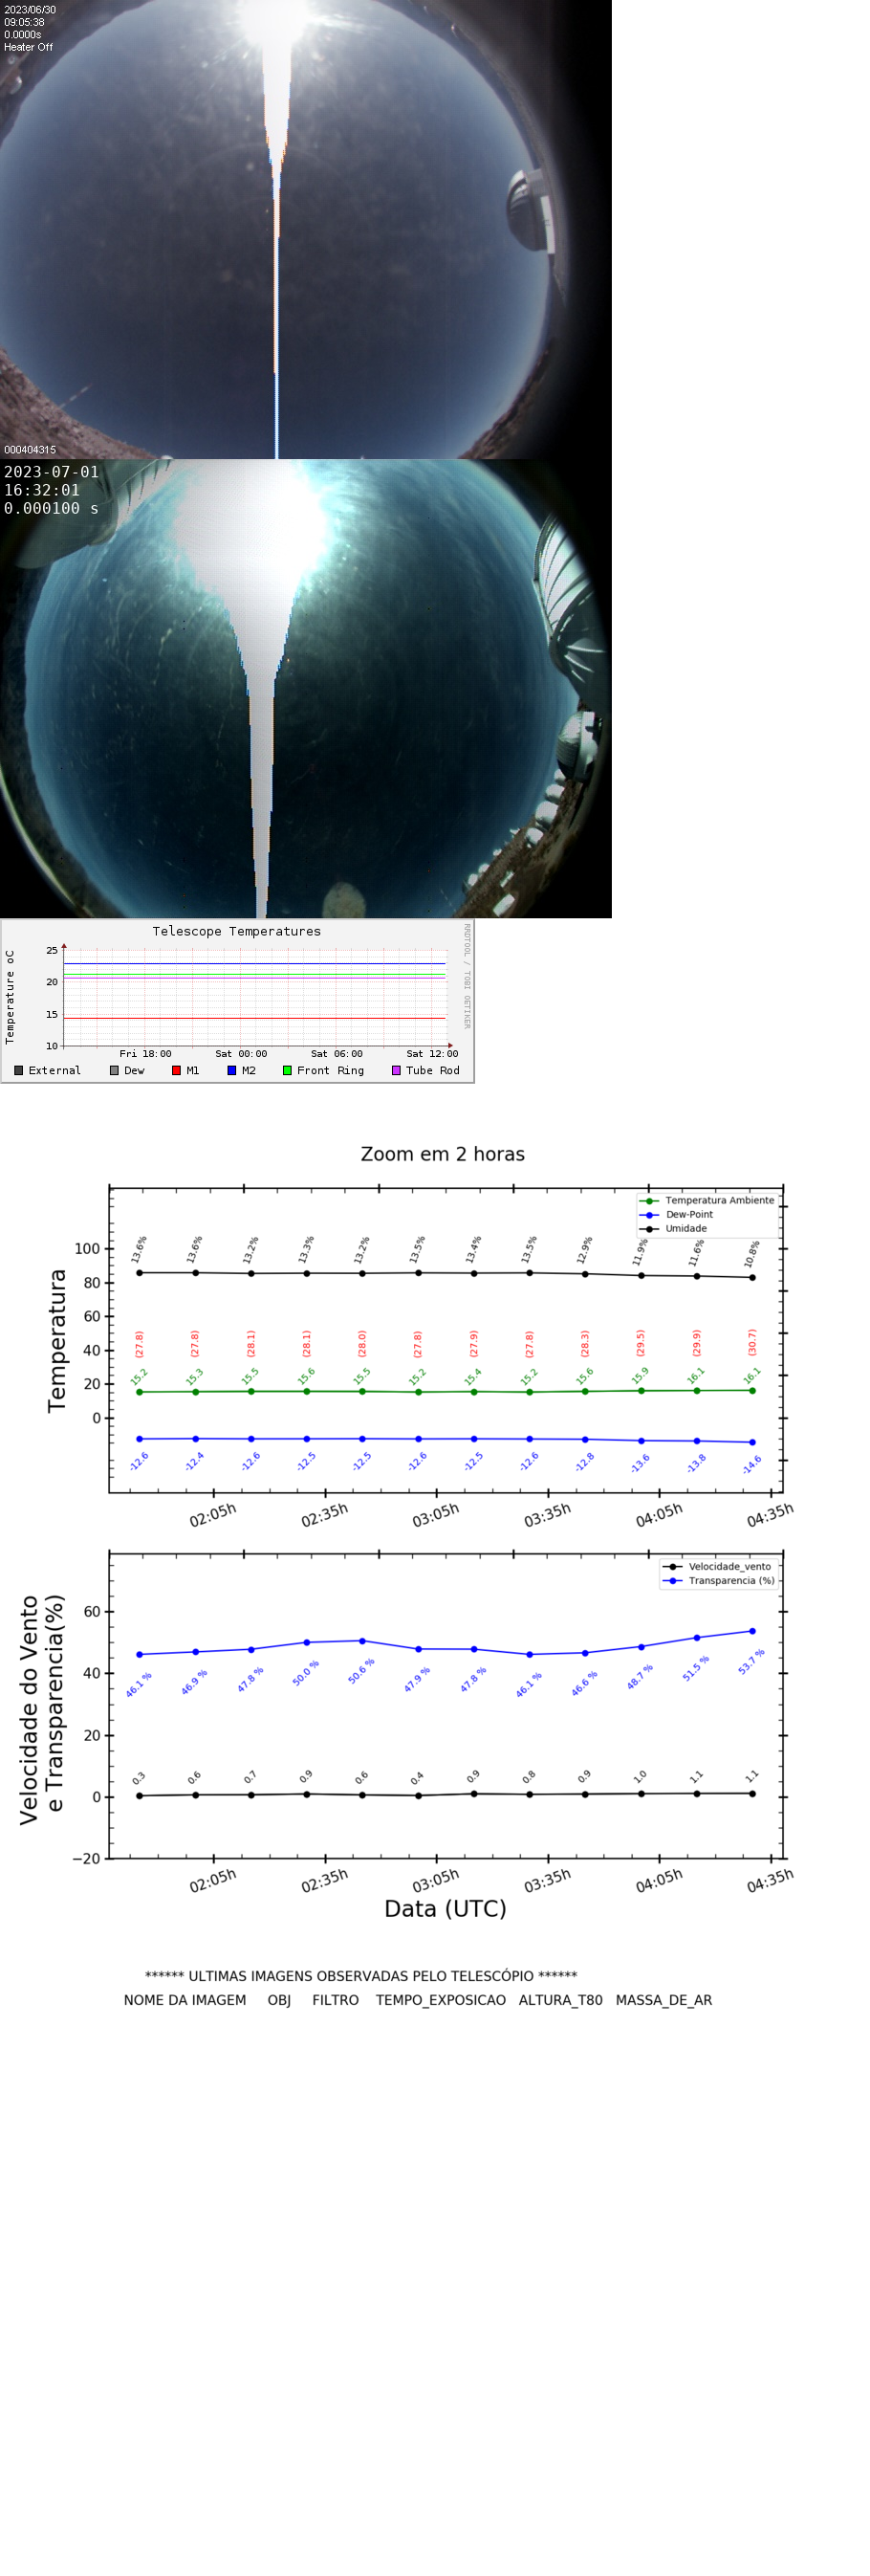 2023/06/30
09:05:38
0.0000s
Heater Off
000404315
2023-07-01
16:32:01
0.000100 s
Telescope Temperatures
RRDTOOL / TOBI OETIKER
Temperature oC
25
20
15
10
Fri 18:00 Sat 00:00 Sat 06:00 Sat 12:00
External Dew M1 M2 Front Ring Tube Rod
Zoom em 2 horas
Temperatura Ambiente
Dew-Point
Umidade
Temperatura
100
80
60
40
20
0
13.6% 13.6% 13.2% 13.3% 13.2% 13.5% 13.4% 13.5% 12.9% 11.9% 11.6% 10.8%
(27.8) (27.8) (28.1) (28.1) (28.0) (27.8) (27.9) (27.8) (28.3) (29.5) (29.9) (30.7)
15.2 15.3 15.5 15.6 15.5 15.2 15.4 15.2 15.6 15.9 16.1 16.1
-12.6 -12.4 -12.6 -12.5 -12.5 -12.6 -12.5 -12.6 -12.8 -13.6 -13.8 -14.6
02:05h 02:35h 03:05h 03:35h 04:05h 04:35h
Velocidade_vento
Transparencia (%)
Velocidade do Vento
e Transparencia(%)
60
40
20
0
−20
46.1 % 46.9 % 47.8 % 50.0 % 50.6 % 47.9 % 47.8 % 46.1 % 46.6 % 48.7 % 51.5 % 53.7 %
0.3 0.6 0.7 0.9 0.6 0.4 0.9 0.8 0.9 1.0 1.1 1.1
02:05h 02:35h 03:05h 03:35h 04:05h 04:35h
Data (UTC)
****** ULTIMAS IMAGENS OBSERVADAS PELO TELESCÓPIO ******
NOME DA IMAGEM OBJ FILTRO TEMPO_EXPOSICAO ALTURA_T80 MASSA_DE_AR